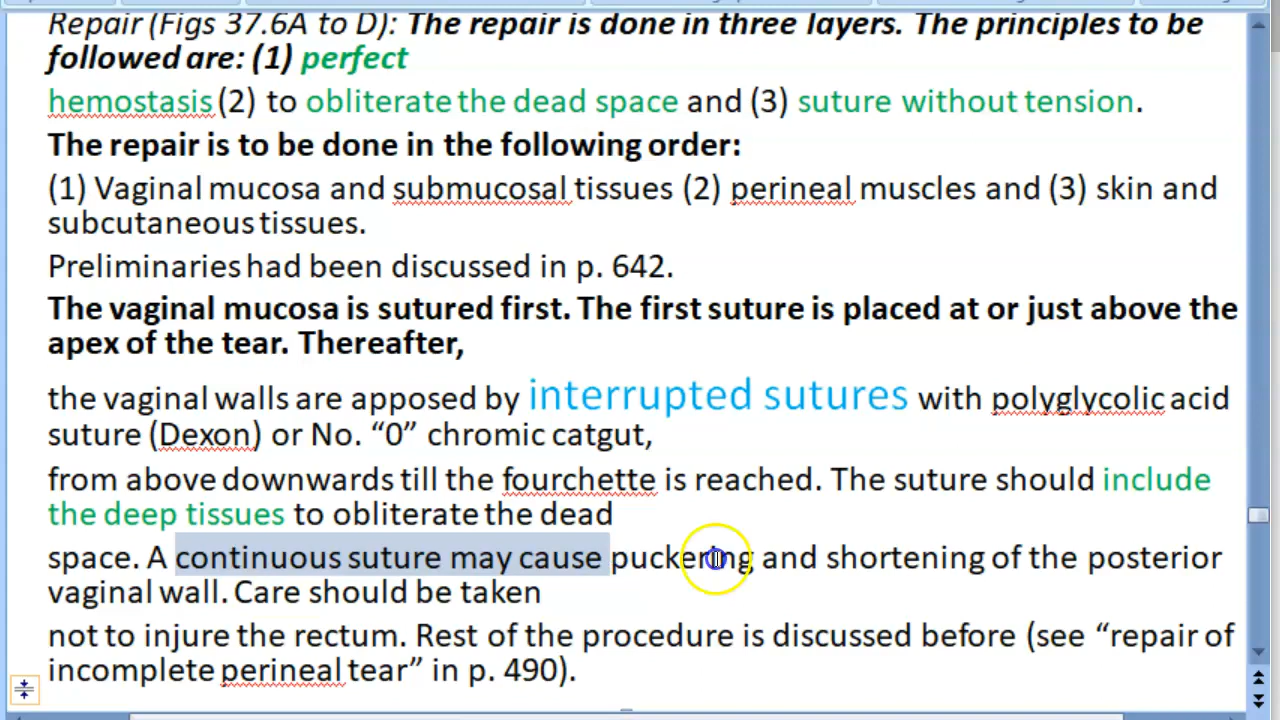 Repair (Figs 37.6A to D): The repair is done in three layers. The principles to be
followed are: (1) perfect
hemostasis (2) to obliterate the dead space and (3) suture without tension.
The repair is to be done in the following order:
(1) Vaginal mucosa and submucosal tissues (2) perineal muscles and (3) skin and
subcutaneous tissues.
Preliminaries had been discussed in p. 642.
The vaginal mucosa is sutured first. The first suture is placed at or just above the
apex of the tear. Thereafter,
the vaginal walls are apposed by interrupted sutures with polyglycolic acid
suture (Dexon) or No. “0” chromic catgut,
from above downwards till the fourchette is reached. The suture should include
the deep tissues to obliterate the dead
space. A continuous suture may cause puckering and shortening of the posterior
vaginal wall. Care should be taken
not to injure the rectum. Rest of the procedure is discussed before (see “repair of
incomplete perineal tear” in p. 490).